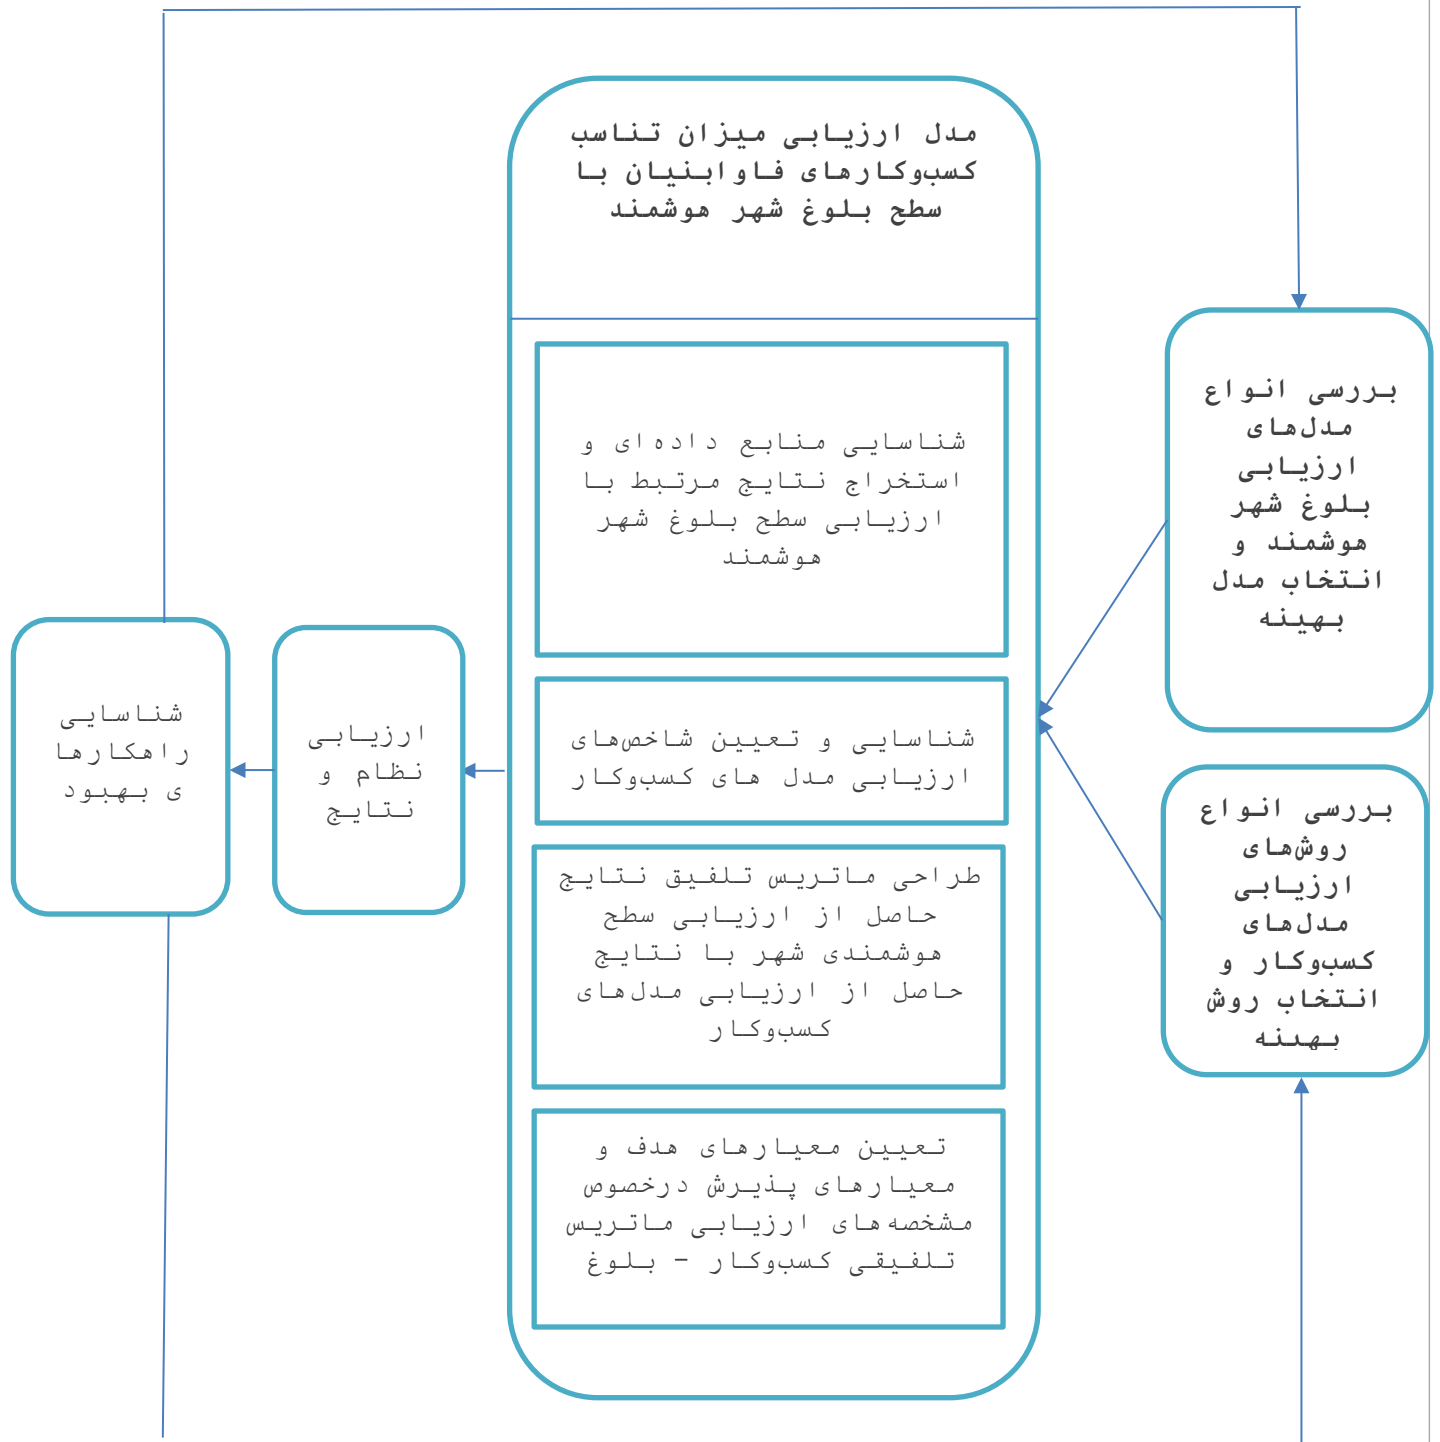 مدل ارزیابی میزان تناسب
کسب‌وکارهای فاوابنیان با
سطح بلوغ شهر هوشمند
بررسی انواع
مدل‌های
ارزیابی
بلوغ شهر
هوشمند و
انتخاب مدل
بهینه
بررسی انواع
روش‌های
ارزیابی
مدل‌های
کسب‌وکار و
انتخاب روش
بهینه
شناسایی منابع داده‌ای و
استخراج نتایج مرتبط با
ارزیابی سطح بلوغ شهر
هوشمند
شناسایی و تعیین شاخص‌های
ارزیابی مدل های کسب‌وکار
طراحی ماتریس تلفیق نتایج
حاصل از ارزیابی سطح
هوشمندی شهر با نتایج
حاصل از ارزیابی مدل‌های
کسب‌وکار
تعیین معیارهای هدف و
معیارهای پذیرش درخصوص
مشخصه‌های ارزیابی ماتریس
تلفیقی کسب‌وکار – بلوغ
ارزیابی
نظام و
نتایج
شناسایی
راهکارها
ی بهبود